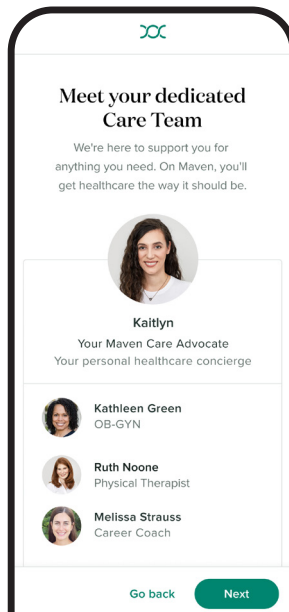 Meet your dedicated
Care Team
We're here to support you for
anything you need. On Maven, you'll
get healthcare the way it should be.
Kaitlyn
Your Maven Care Advocate
Your personal healthcare concierge
Kathleen Green
OB-GYN
Ruth Noone
Physical Therapist
Melissa Strauss
Career Coach
Go back
Next